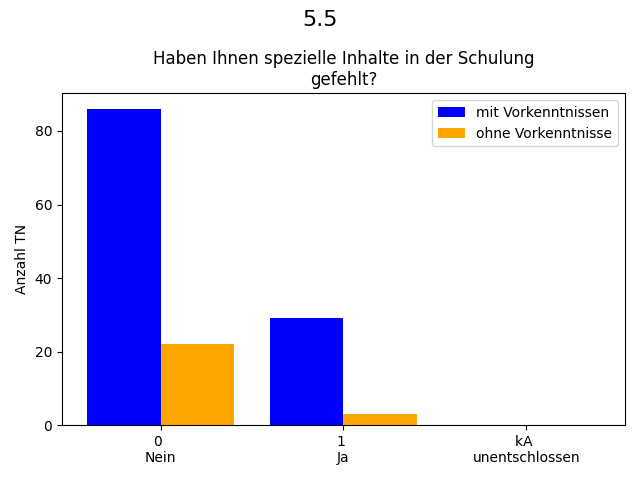 5.5
Haben Ihnen spezielle Inhalte in der Schulung
gefehlt?
mit Vorkenntnissen
ohne Vorkenntnisse
Anzahl TN
80
60
40
20
0
0
Nein
1
Ja
kA
unentschlossen